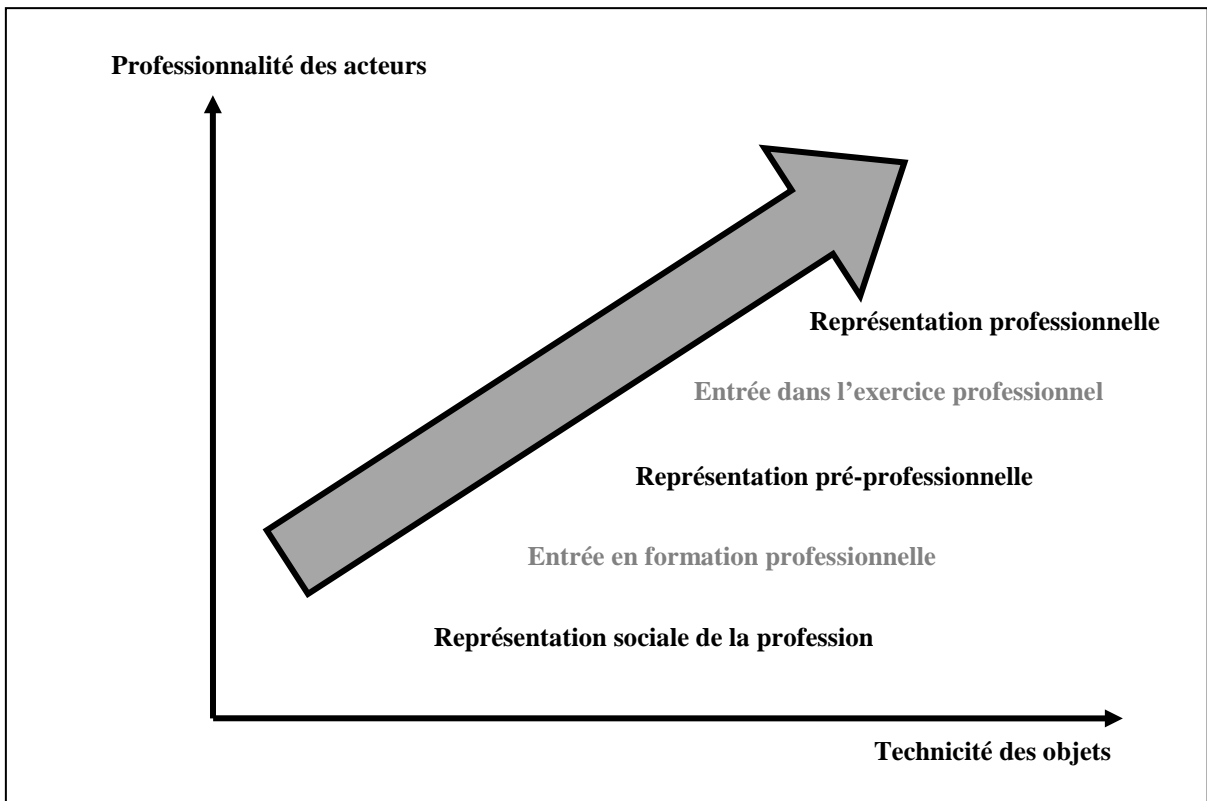 Professionnalité des acteurs
Représentation professionnelle
Entrée dans l’exercice professionnel
Représentation pré-professionnelle
Entrée en formation professionnelle
Représentation sociale de la profession
Technicité des objets